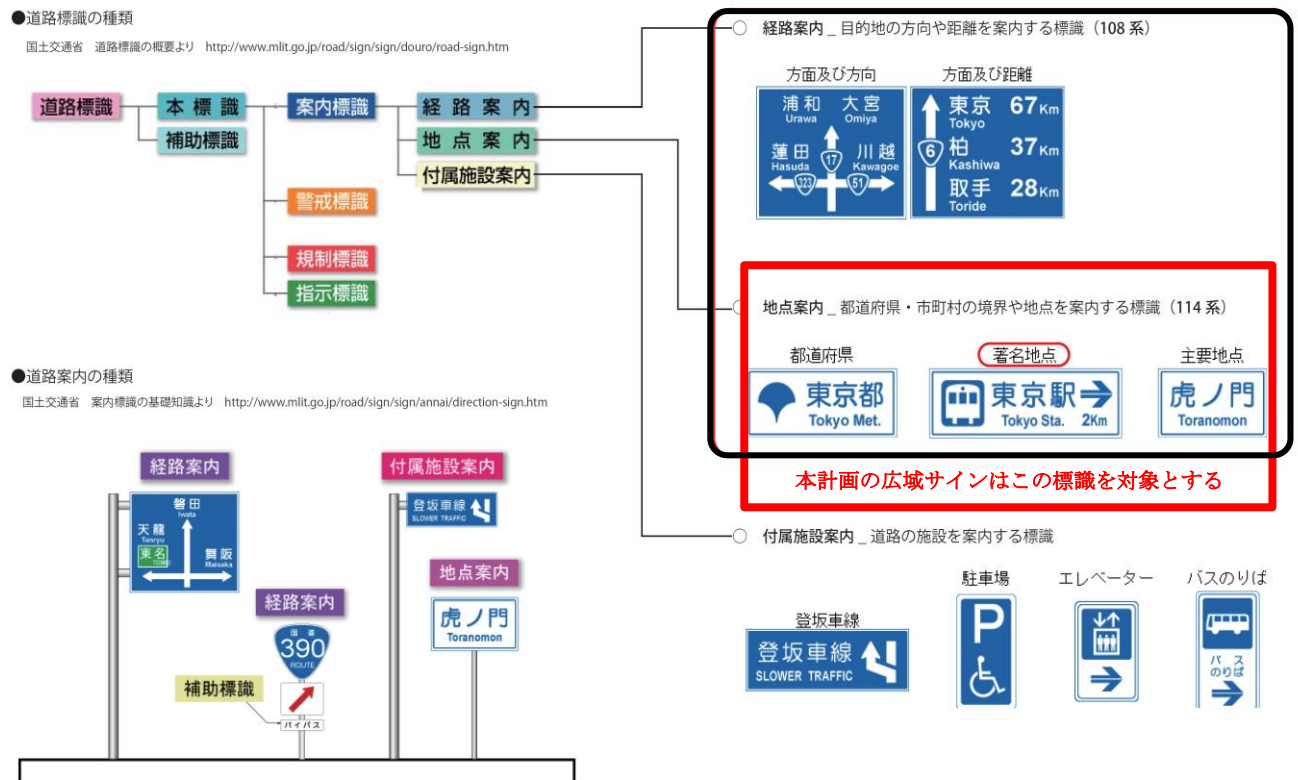 ●道路標識の種類
国土交通省　道路標識の概要より　http://www.mlit.go.jp/road/sign/sign/douro/road-sign.htm
道路標識
本標識
補助標識
案内標識
警戒標識
規制標識
指示標識
経路案内
地点案内
付属施設案内
○ 経路案内 _ 目的地の方向や距離を案内する標識（108 系）
方面及び方向
浦和 大宮
Urawa Omiya
蓮田 17 川越
Hasuda Kawagoe
323 51
方面及び距離
東京 67Km
Tokyo
6 柏 37Km
Kashiwa
取手 28Km
Toride
○ 地点案内 _ 都道府県・市町村の境界や地点を案内する標識（114 系）
都道府県
東京都
Tokyo Met.
著名地点
東京駅
Tokyo Sta. 2Km
主要地点
虎ノ門
Toranomon
本計画の広域サインはこの標識を対象とする
○ 付属施設案内 _ 道路の施設を案内する標識
登坂車線
登坂車線
SLOWER TRAFFIC
駐車場
P
エレベーター
バスのりば
バス
のりば
●道路案内の種類
国土交通省　案内標識の基礎知識より　http://www.mlit.go.jp/road/sign/sign/annai/direction-sign.htm
経路案内
磐田
Iwata
天龍
Tenryu
東名
舞阪
Maisaka
経路案内
国道
390
ROUTE
補助標識
バイパス
付属施設案内
登坂車線
SLOWER TRAFFIC
地点案内
虎ノ門
Toranomon